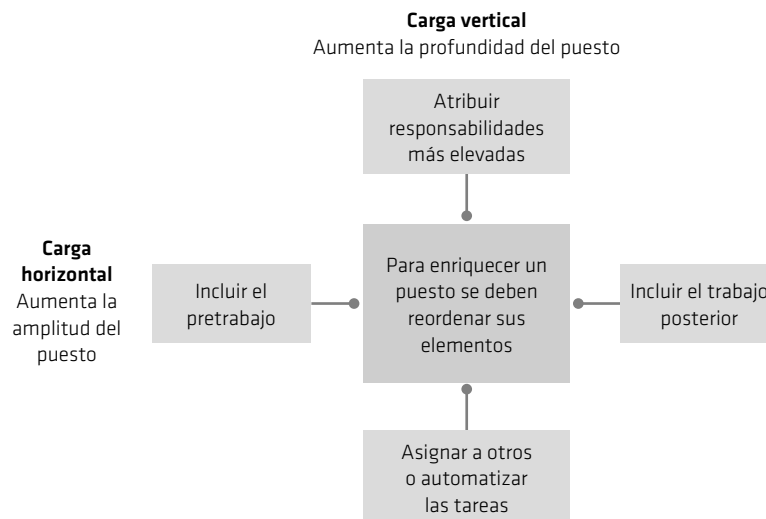 Carga vertical
Aumenta la profundidad del puesto
Atribuir
responsabilidades
más elevadas
Carga
horizontal
Aumenta la
amplitud del
puesto
Incluir el
pretrabajo
Para enriquecer un
puesto se deben
reordenar sus
elementos
Incluir el trabajo
posterior
Asignar a otros
o automatizar
las tareas